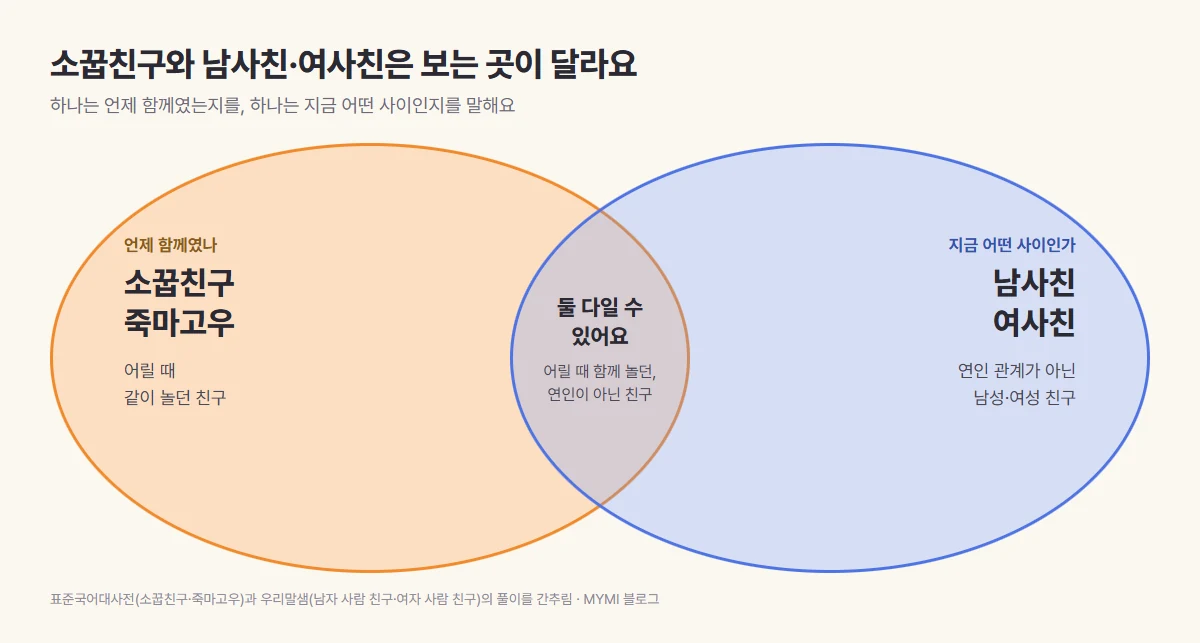 소꿉친구와 남사친·여사친은 보는 곳이 달라요
하나는 언제 함께였는지를, 하나는 지금 어떤 사이인지를 말해요
언제 함께였나
소꿉친구
죽마고우
어릴 때
같이 놀던 친구
둘 다일 수
있어요
어릴 때 함께 놀던,
연인이 아닌 친구
지금 어떤 사이인가
남사친
여사친
연인 관계가 아닌
남성·여성 친구
표준국어대사전(소꿉친구·죽마고우)과 우리말샘(남자 사람 친구·여자 사람 친구)의 풀이를 간추림 · MYMI 블로그